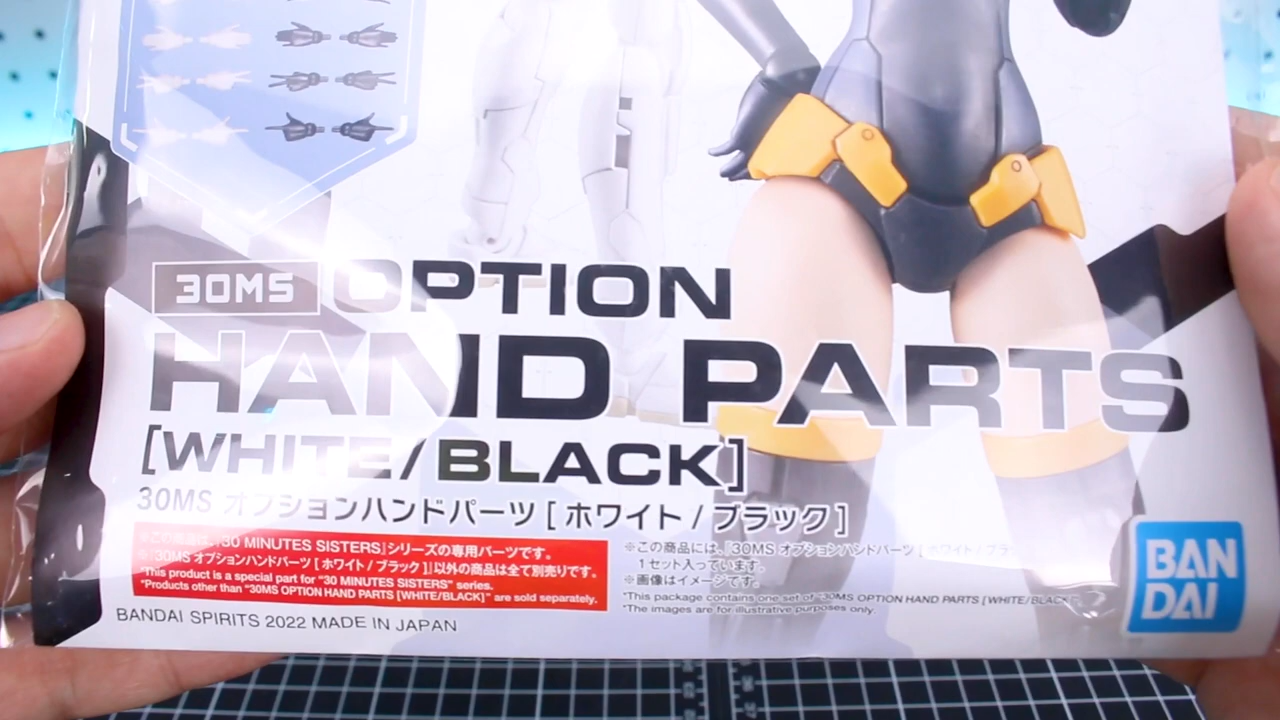 30MS OPTION
HAND PARTS
[WHITE/BLACK]
30MS オプションハンドパーツ [ ホワイト / ブラック ]
※この商品は、『30 MINUTES SISTERS』シリーズの専用パーツです。
※『30MS オプションハンドパーツ [ ホワイト / ブラック ]』以外の商品は全て別売りです。
*This product is a special part for "30 MINUTES SISTERS" series.
*Products other than "30MS OPTION HAND PARTS [WHITE/BLACK]" are sold separately.
BANDAI SPIRITS 2022 MADE IN JAPAN
※この商品には、『30MS オプションハンドパーツ [ ホワイト / ブラ
1セット入っています。
※画像はイメージです。
*This package contains one set of "30MS OPTION HAND PARTS [WHITE/BLACK
*The images are for illustrative purposes only.
BAN
DAI